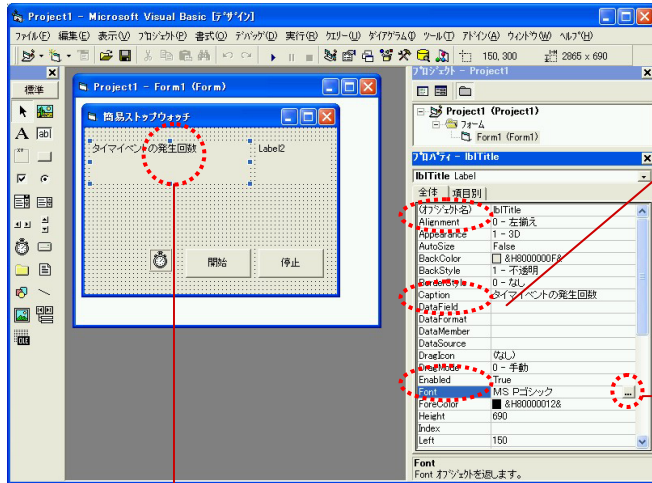 Project1 - Microsoft Visual Basic [ﾃﾞｻﾞｲﾝ]
ﾌｧｲﾙ(F) 編集(E) 表示(V) ﾌﾟﾛｼﾞｪｸﾄ(P) 書式(O) ﾃﾞﾊﾞｯｸﾞ(D) 実行(R) ｸｴﾘｰ(U) ﾀﾞｲｱｸﾞﾗﾑ(I) ﾂｰﾙ(T) ｱﾄﾞｲﾝ(A) ｳｨﾝﾄﾞｳ(W) ﾍﾙﾌﾟ(H)
150, 300
2865 x 690
標準
A
ab
OLE
Project1 - Form1 (Form)
簡易ストップウォッチ
タイマイベントの発生回数
Label2
開始
停止
ﾌﾟﾛｼﾞｪｸﾄ - Project1
Project1 (Project1)
ﾌｫｰﾑ
Form1 (Form1)
ﾌﾟﾛﾊﾟﾃｨ - lblTitle
lblTitle Label
全体 項目別
(ｵﾌﾞｼﾞｪｸﾄ名) lblTitle
Alignment 0 - 左揃え
Appearance 1 - 3D
AutoSize False
BackColor &H8000000F&
BackStyle 1 - 不透明
BorderStyle 0 - なし
Caption タイマイベントの発生回数
DataField
DataFormat
DataMember
DataSource
DragIcon (なし)
DragMode 0 - 手動
Enabled True
Font MS Pゴシック ...
ForeColor &H80000012&
Height 690
Index
Left 150
Font
Font ｵﾌﾞｼﾞｪｸﾄを返します。